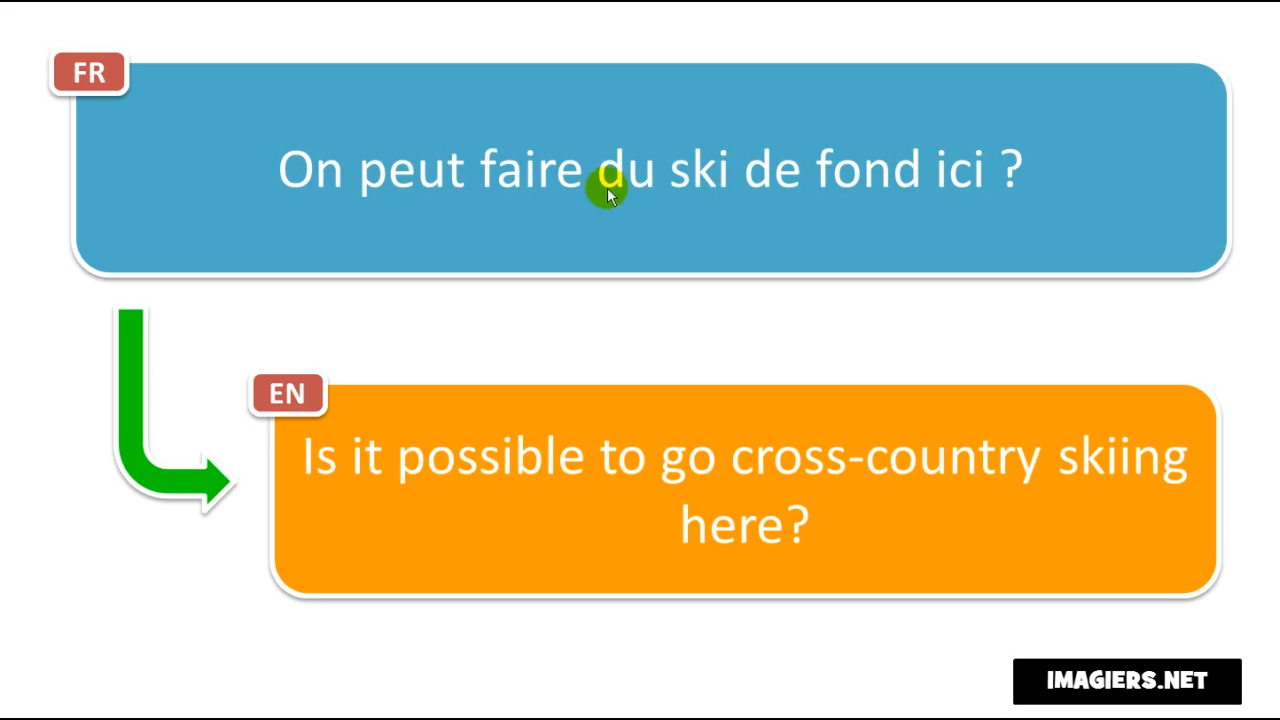 FR
On peut faire du ski de fond ici ?
EN
Is it possible to go cross-country skiing
here?
IMAGIERS.NET